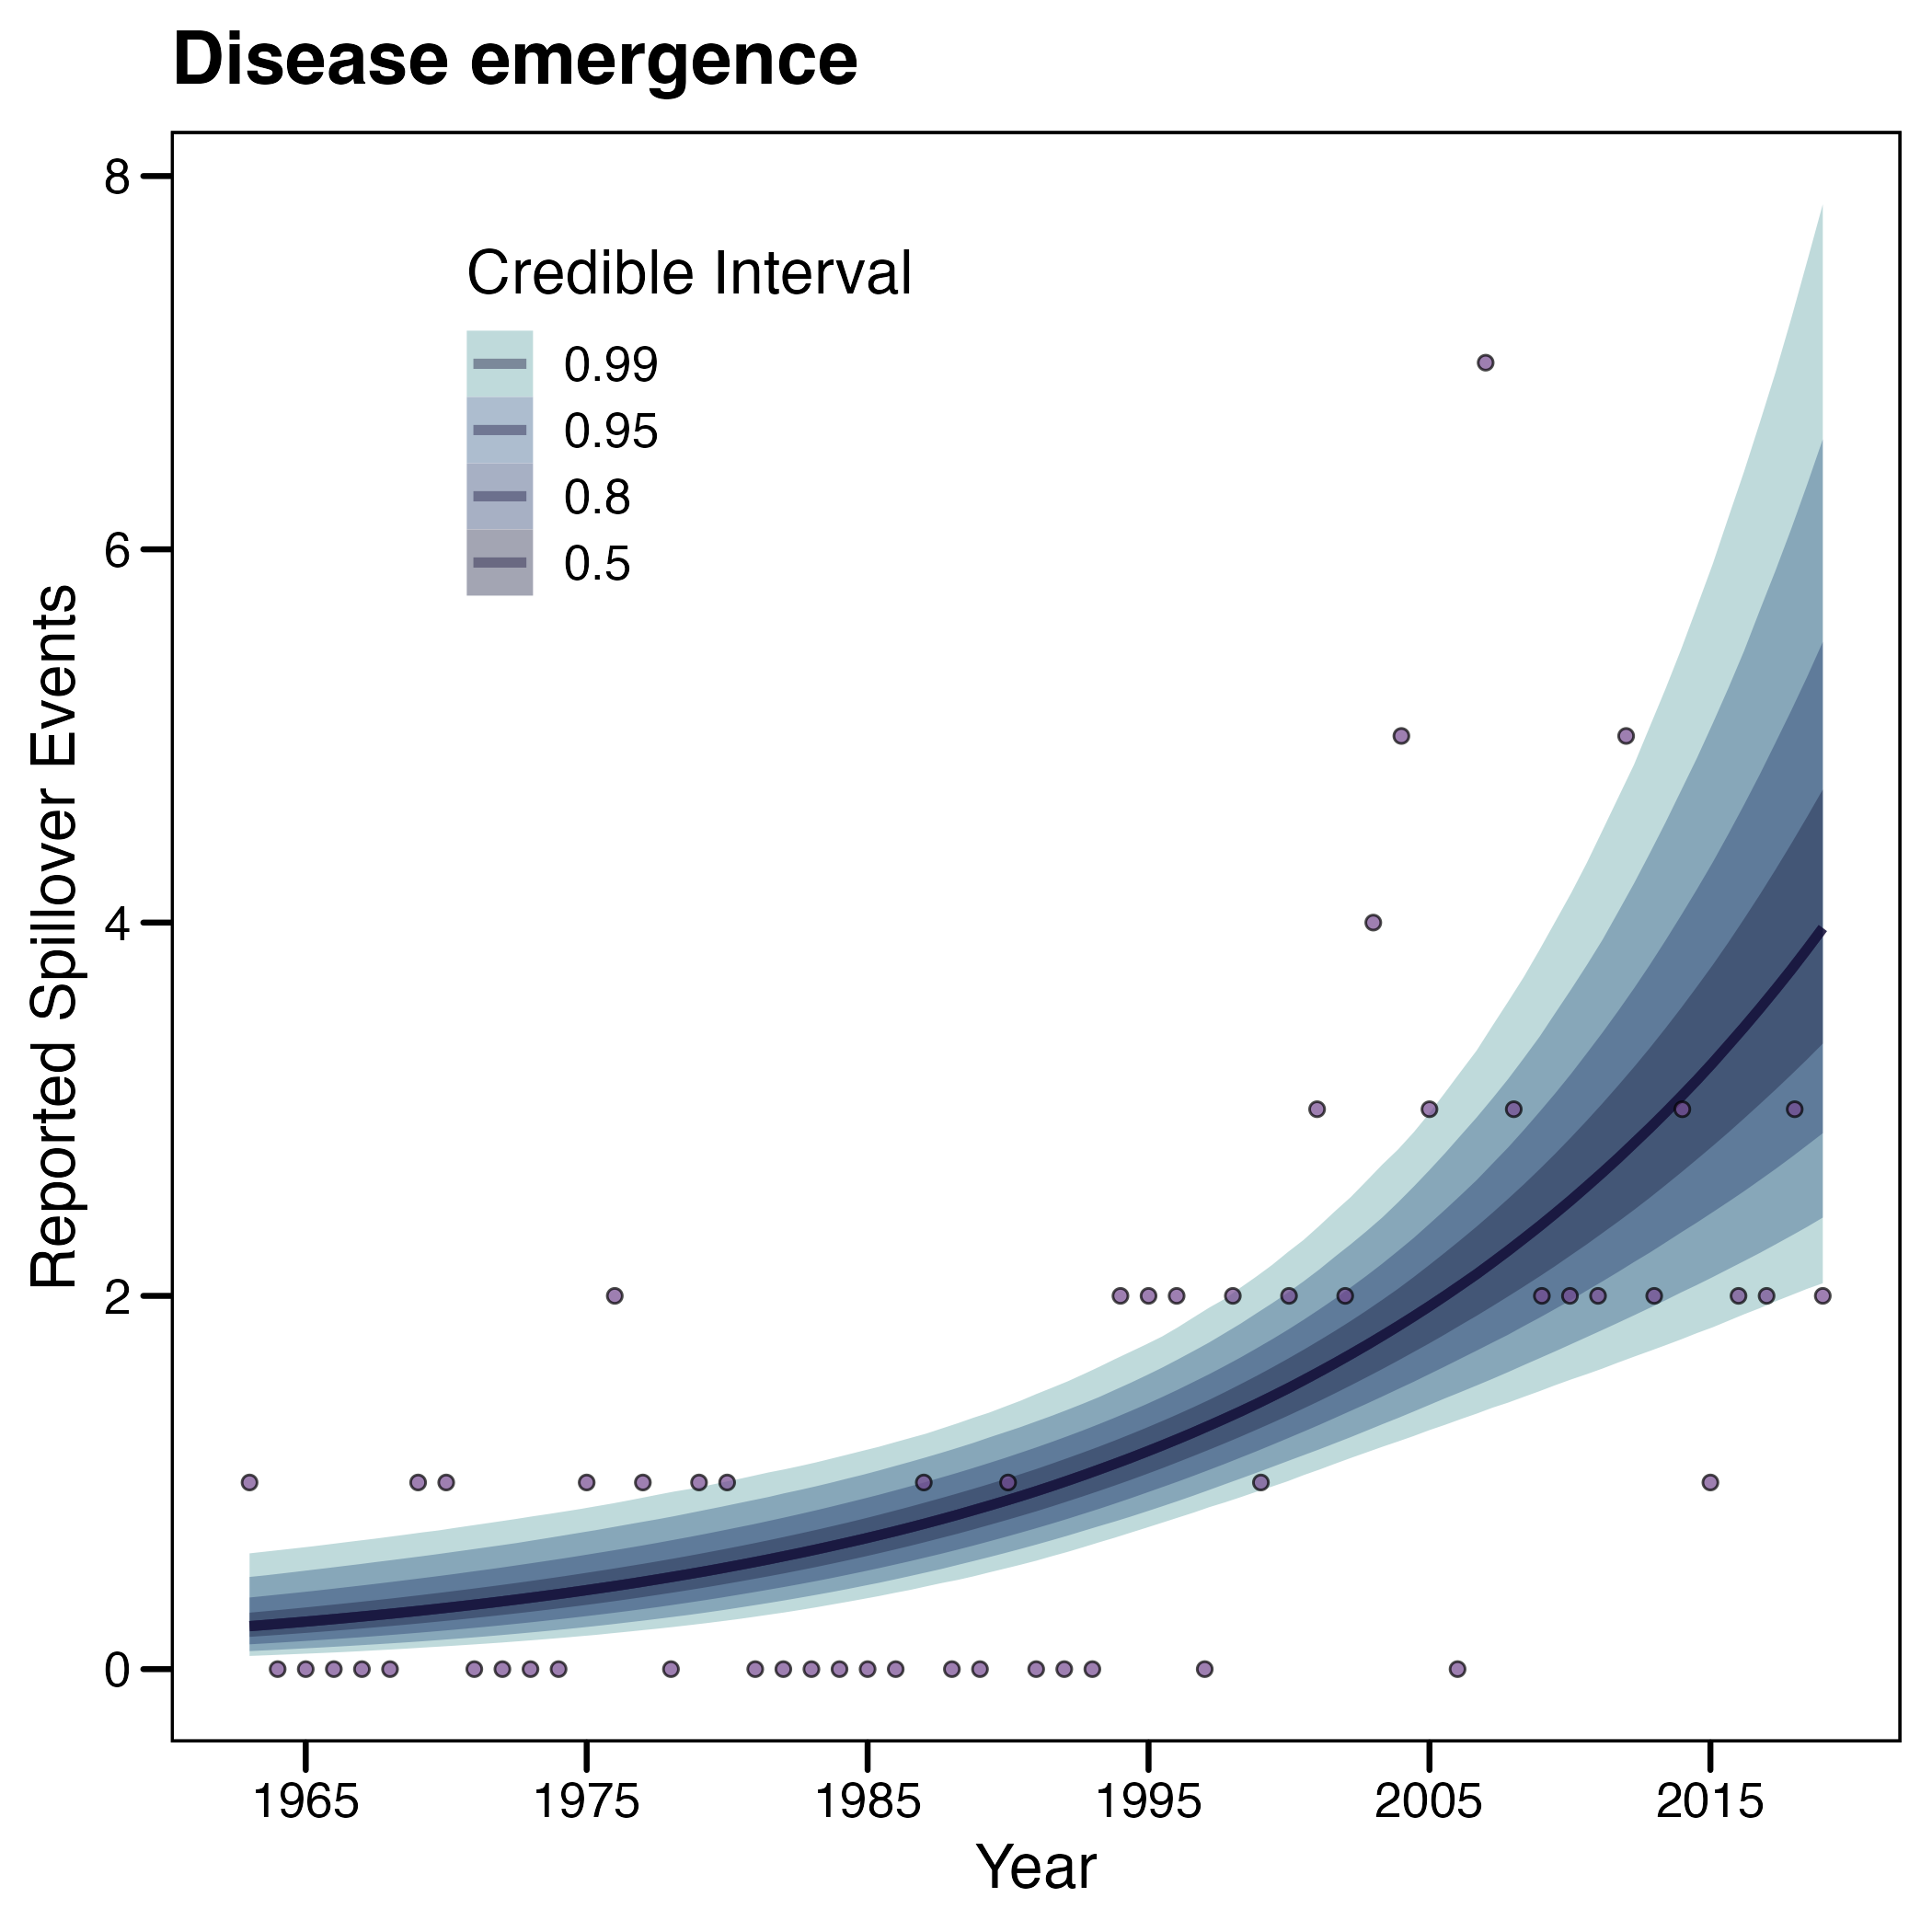 Disease emergence
Credible Interval
0.99
0.95
0.8
0.5
8
6
4
2
0
Reported Spillover Events
1965 1975 1985 1995 2005 2015
Year